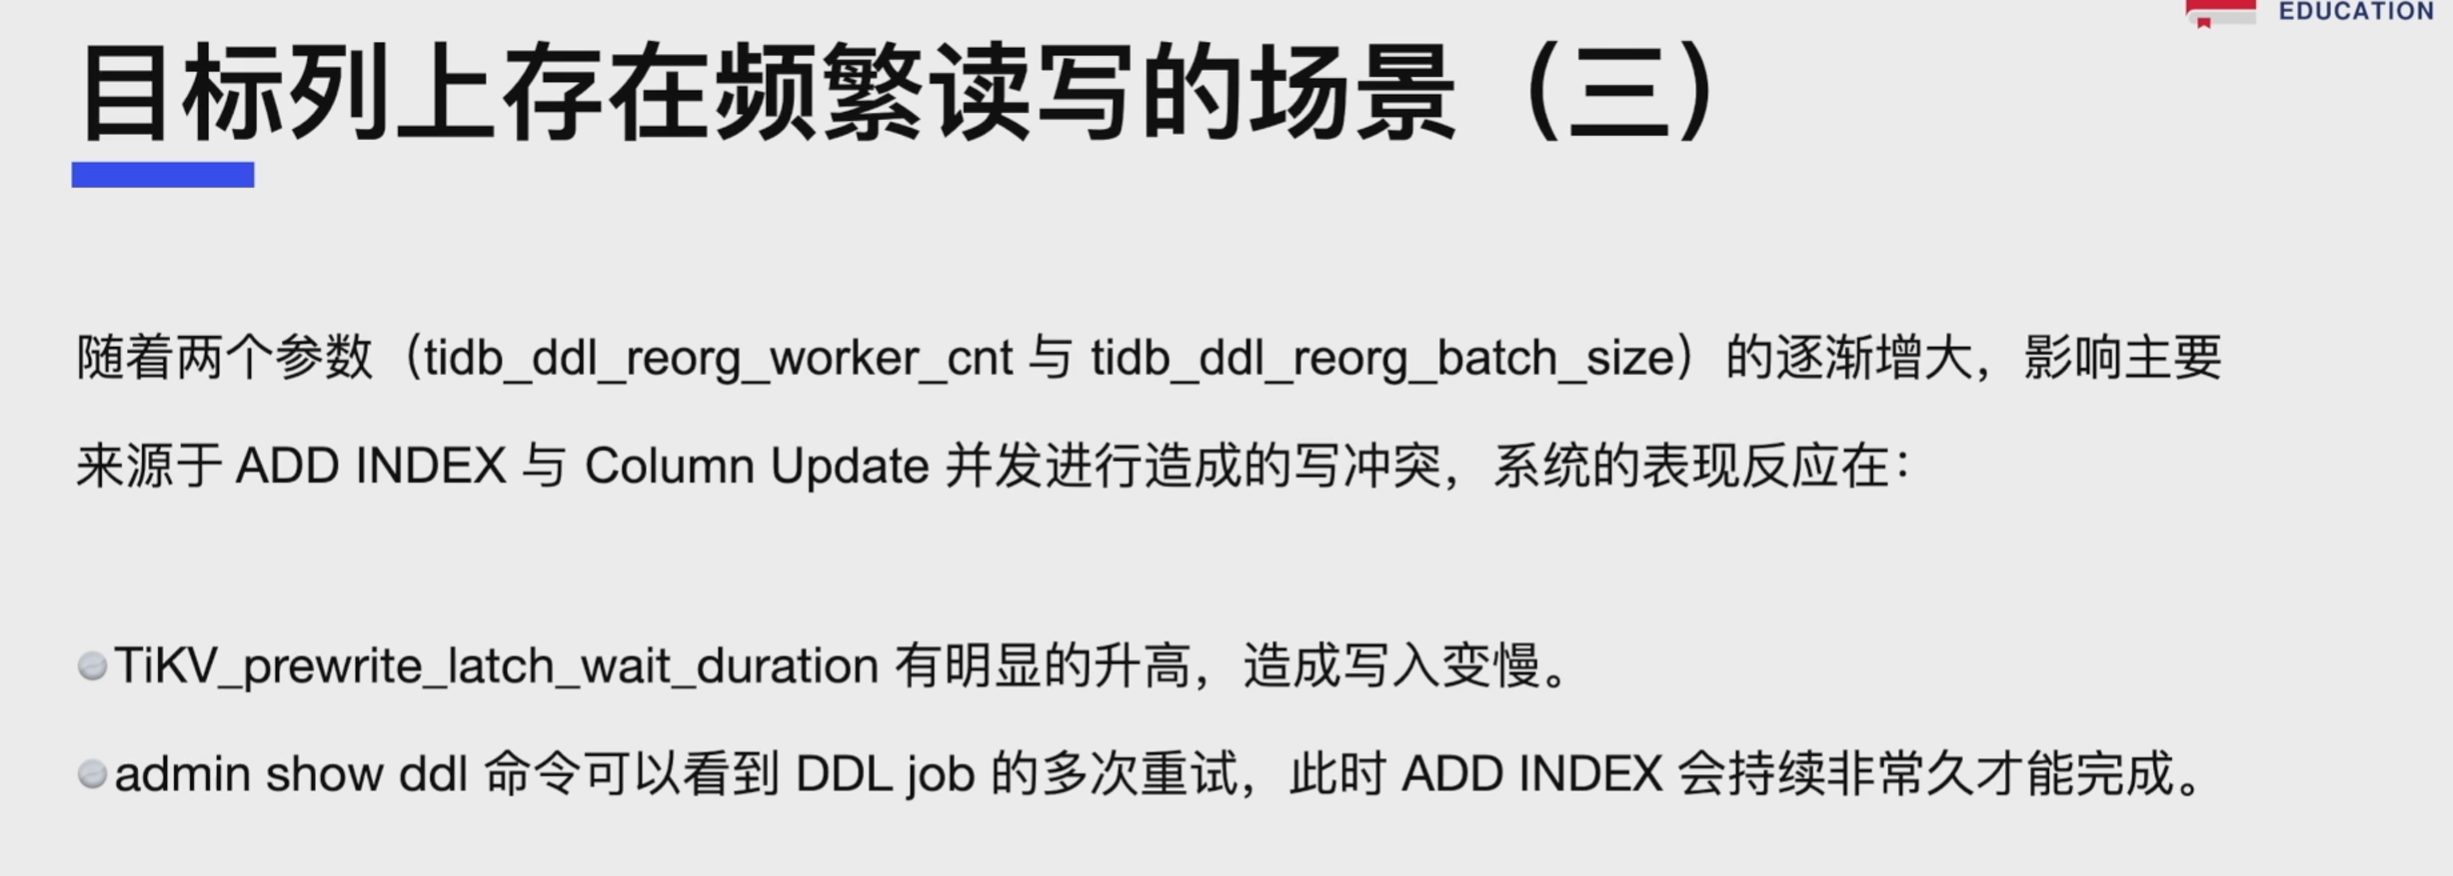 EDUCATION
目标列上存在频繁读写的场景（三）
随着两个参数（tidb_ddl_reorg_worker_cnt 与 tidb_ddl_reorg_batch_size）的逐渐增大，影响主要
来源于 ADD INDEX 与 Column Update 并发进行造成的写冲突，系统的表现反应在：
TiKV_prewrite_latch_wait_duration 有明显的升高，造成写入变慢。
admin show ddl 命令可以看到 DDL job 的多次重试，此时 ADD INDEX 会持续非常久才能完成。